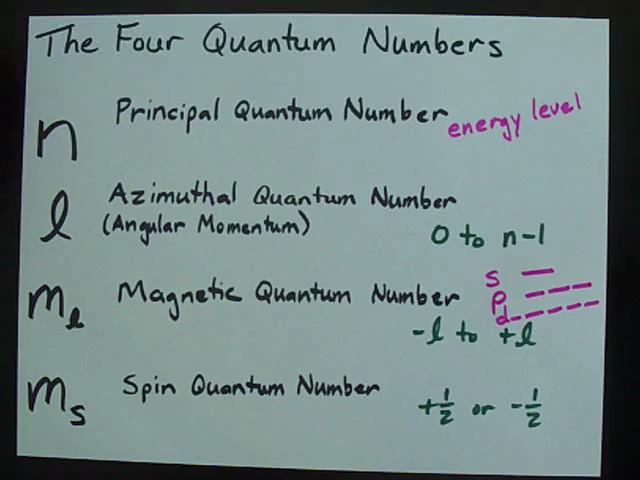 The Four Quantum Numbers
n Principal Quantum Number energy level
l Azimuthal Quantum Number
(Angular Momentum)
0 to n-1
mₗ Magnetic Quantum Number
s
p
d
-l to +l
mₛ Spin Quantum Number
+1/2 or -1/2